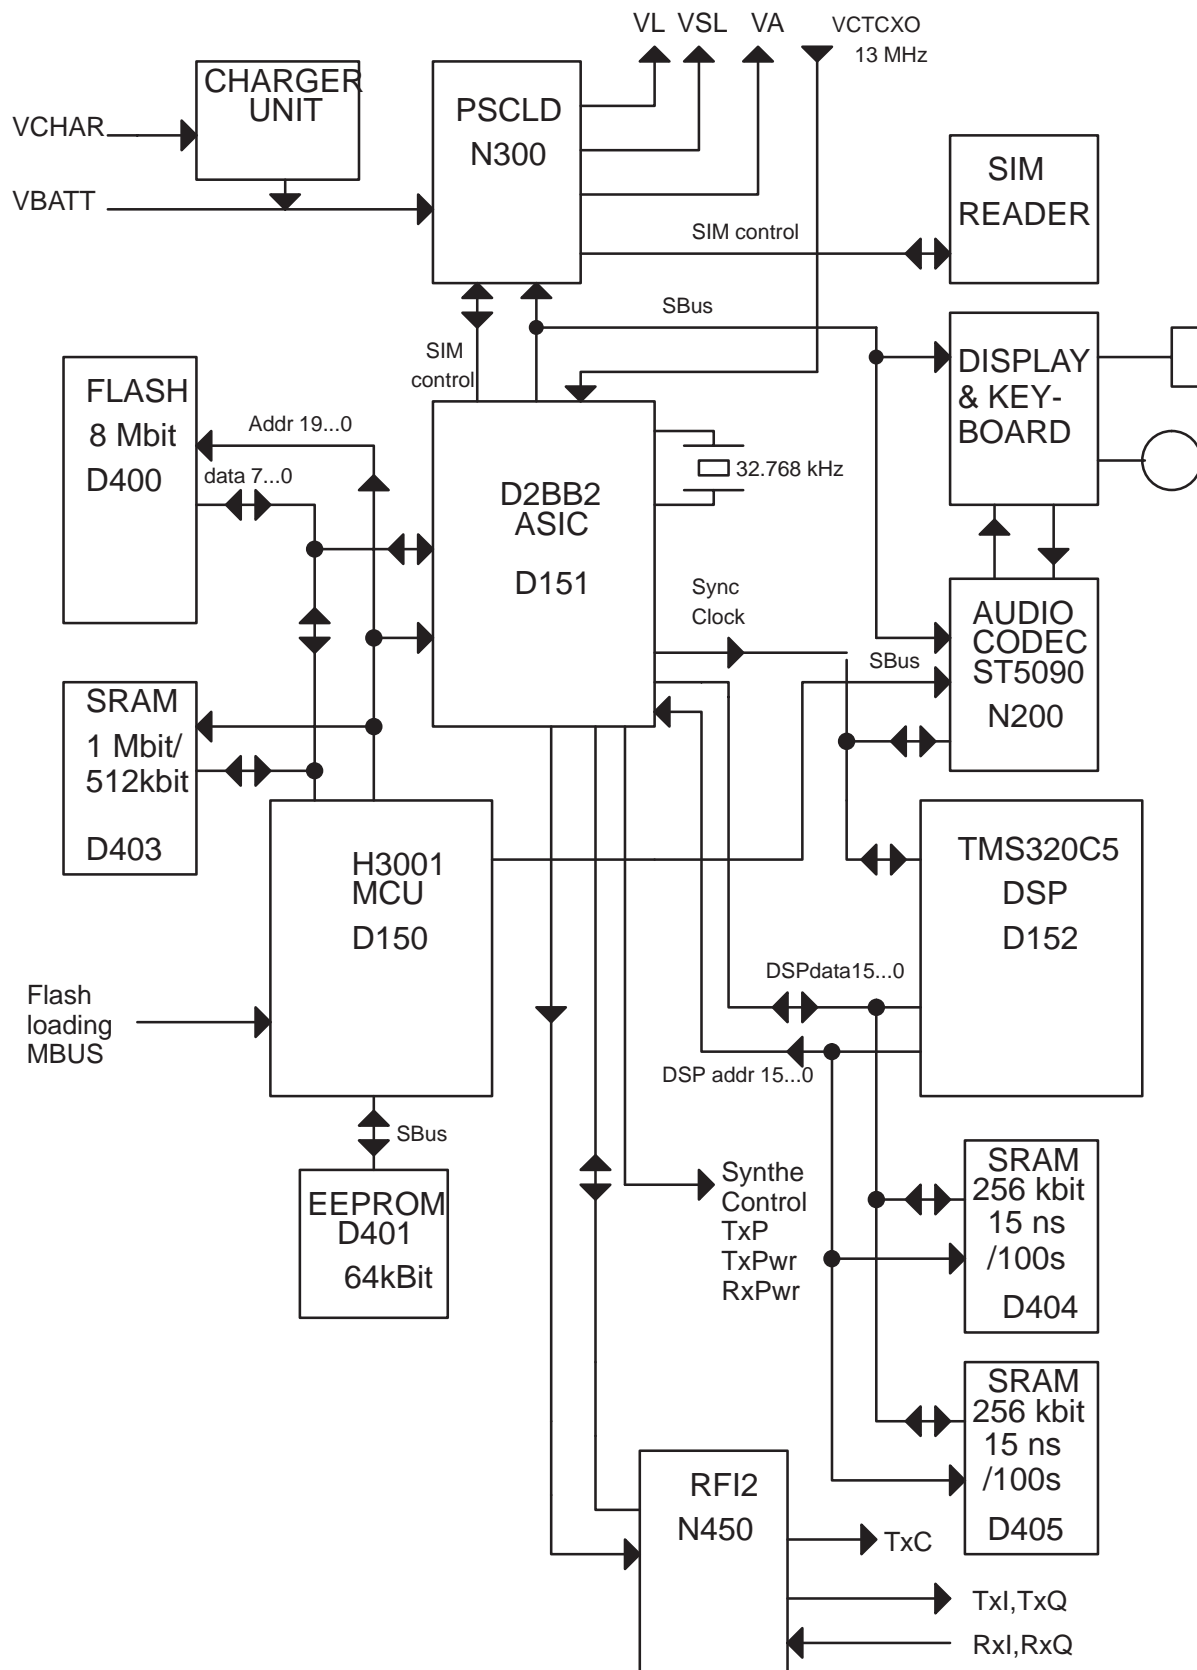 VL VSL VA VCTCXO
13 MHz
CHARGER
UNIT
VCHAR
VBATT
PSCLD
N300
SIM
READER
SIM control
SBus
SIM
control
FLASH
8 Mbit
D400
Addr 19...0
data 7...0
DISPLAY
& KEY-
BOARD
32.768 kHz
D2BB2
ASIC
D151
Sync
Clock
SBus
AUDIO
CODEC
ST5090
N200
SRAM
1 Mbit/
512kbit
D403
H3001
MCU
D150
TMS320C5
DSP
D152
DSPdata15...0
DSP addr 15...0
Flash
loading
MBUS
SBus
EEPROM
D401
64kBit
Synthe
Control
TxP
TxPwr
RxPwr
SRAM
256 kbit
15 ns
/100s
D404
SRAM
256 kbit
15 ns
/100s
D405
RFI2
N450
TxC
TxI,TxQ
RxI,RxQ